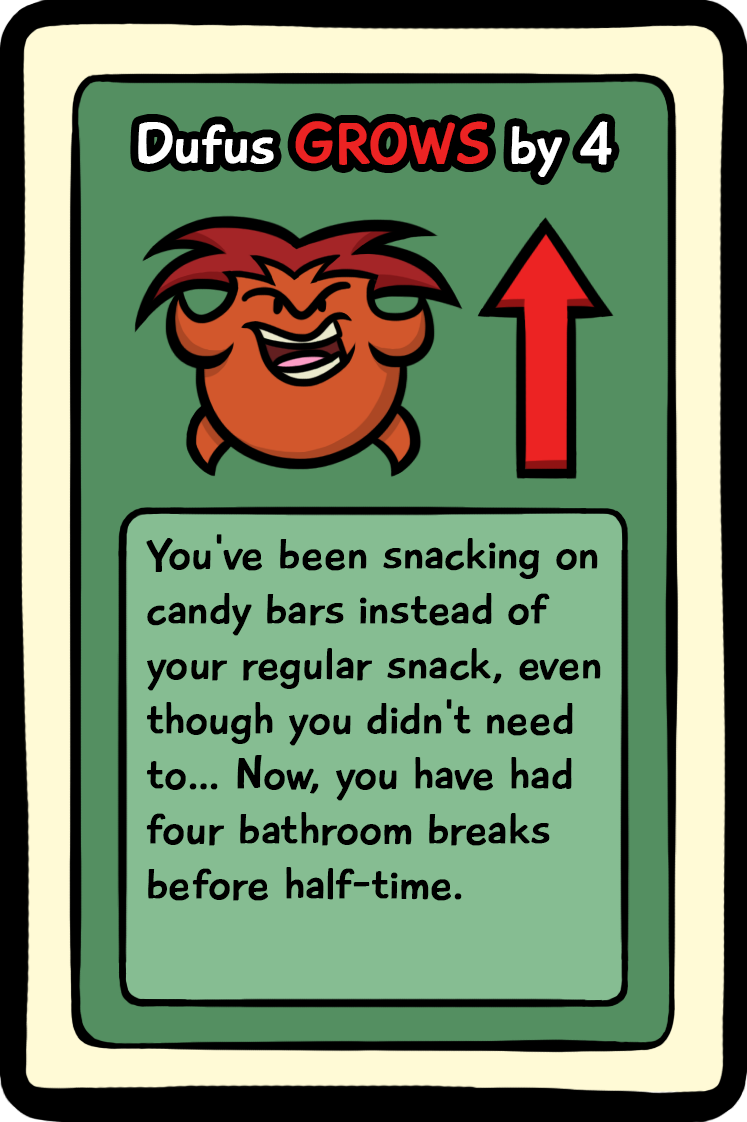 Dufus GROWS by 4
You've been snacking on
candy bars instead of
your regular snack, even
though you didn't need
to... Now, you have had
four bathroom breaks
before half-time.